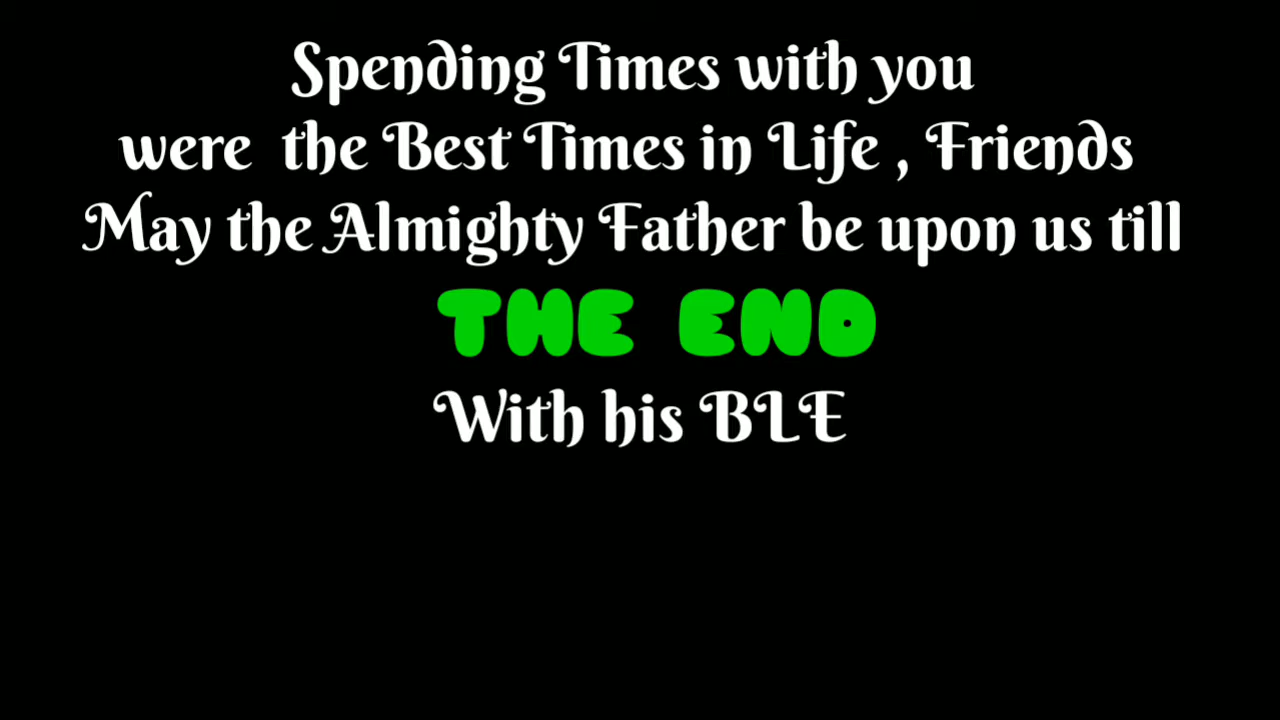 Spending Times with you
were the Best Times in Life , Friends
May the Almighty Father be upon us till
THE END
With his BLE